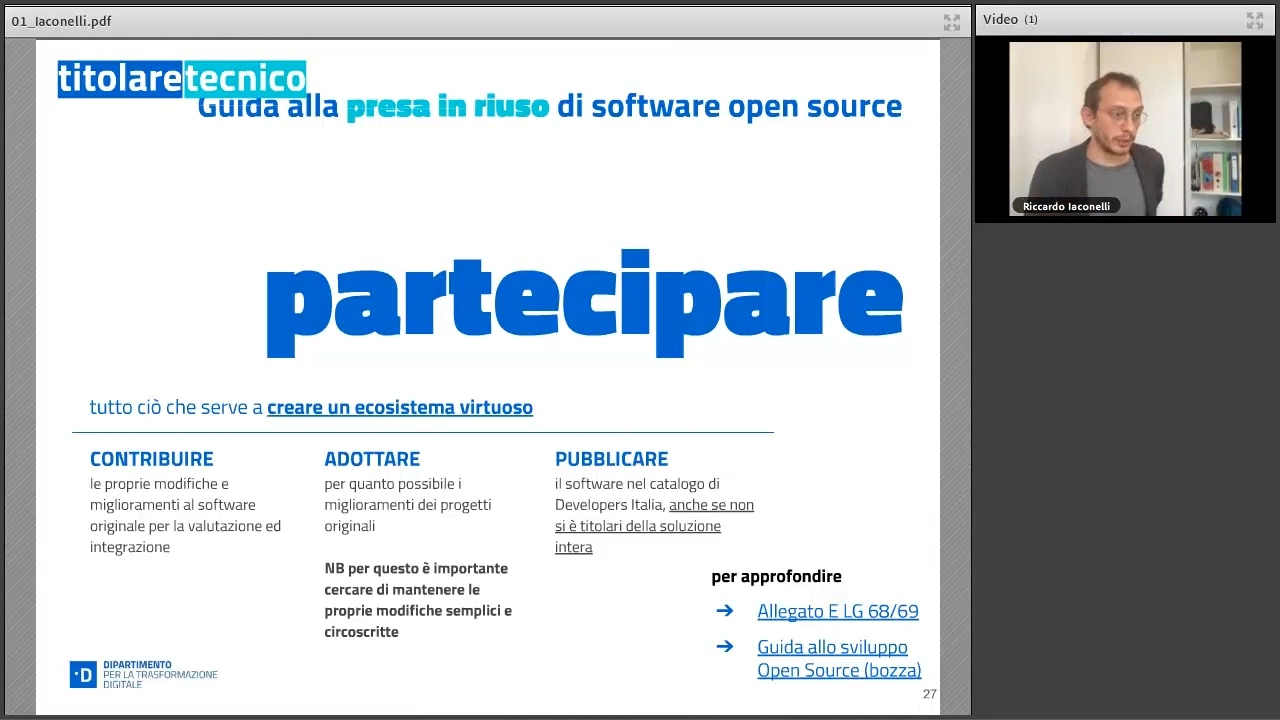 01_Iaconelli.pdf
Video (1)
titolaretecnico
Guida alla presa in riuso di software open source
Riccardo Iaconelli
partecipare
tutto ciò che serve a creare un ecosistema virtuoso
CONTRIBUIRE
le proprie modifiche e
miglioramenti al software
originale per la valutazione ed
integrazione
ADOTTARE
per quanto possibile i
miglioramenti dei progetti
originali
NB per questo è importante
cercare di mantenere le
proprie modifiche semplici e
circoscritte
PUBBLICARE
il software nel catalogo di
Developers Italia, anche se non
si è titolari della soluzione
intera
per approfondire
➔ Allegato E LG 68/69
➔ Guida allo sviluppo
Open Source (bozza)
·D DIPARTIMENTO
PER LA TRASFORMAZIONE
DIGITALE
27